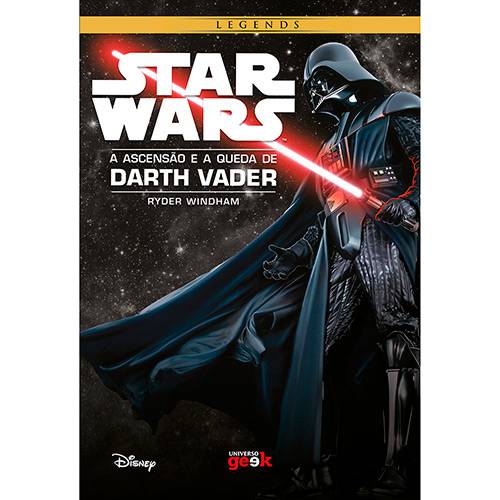 LEGENDS
STAR
WARS
A ASCENSÃO E A QUEDA DE
DARTH VADER
RYDER WINDHAM
Disney
UNIVERSO
geek